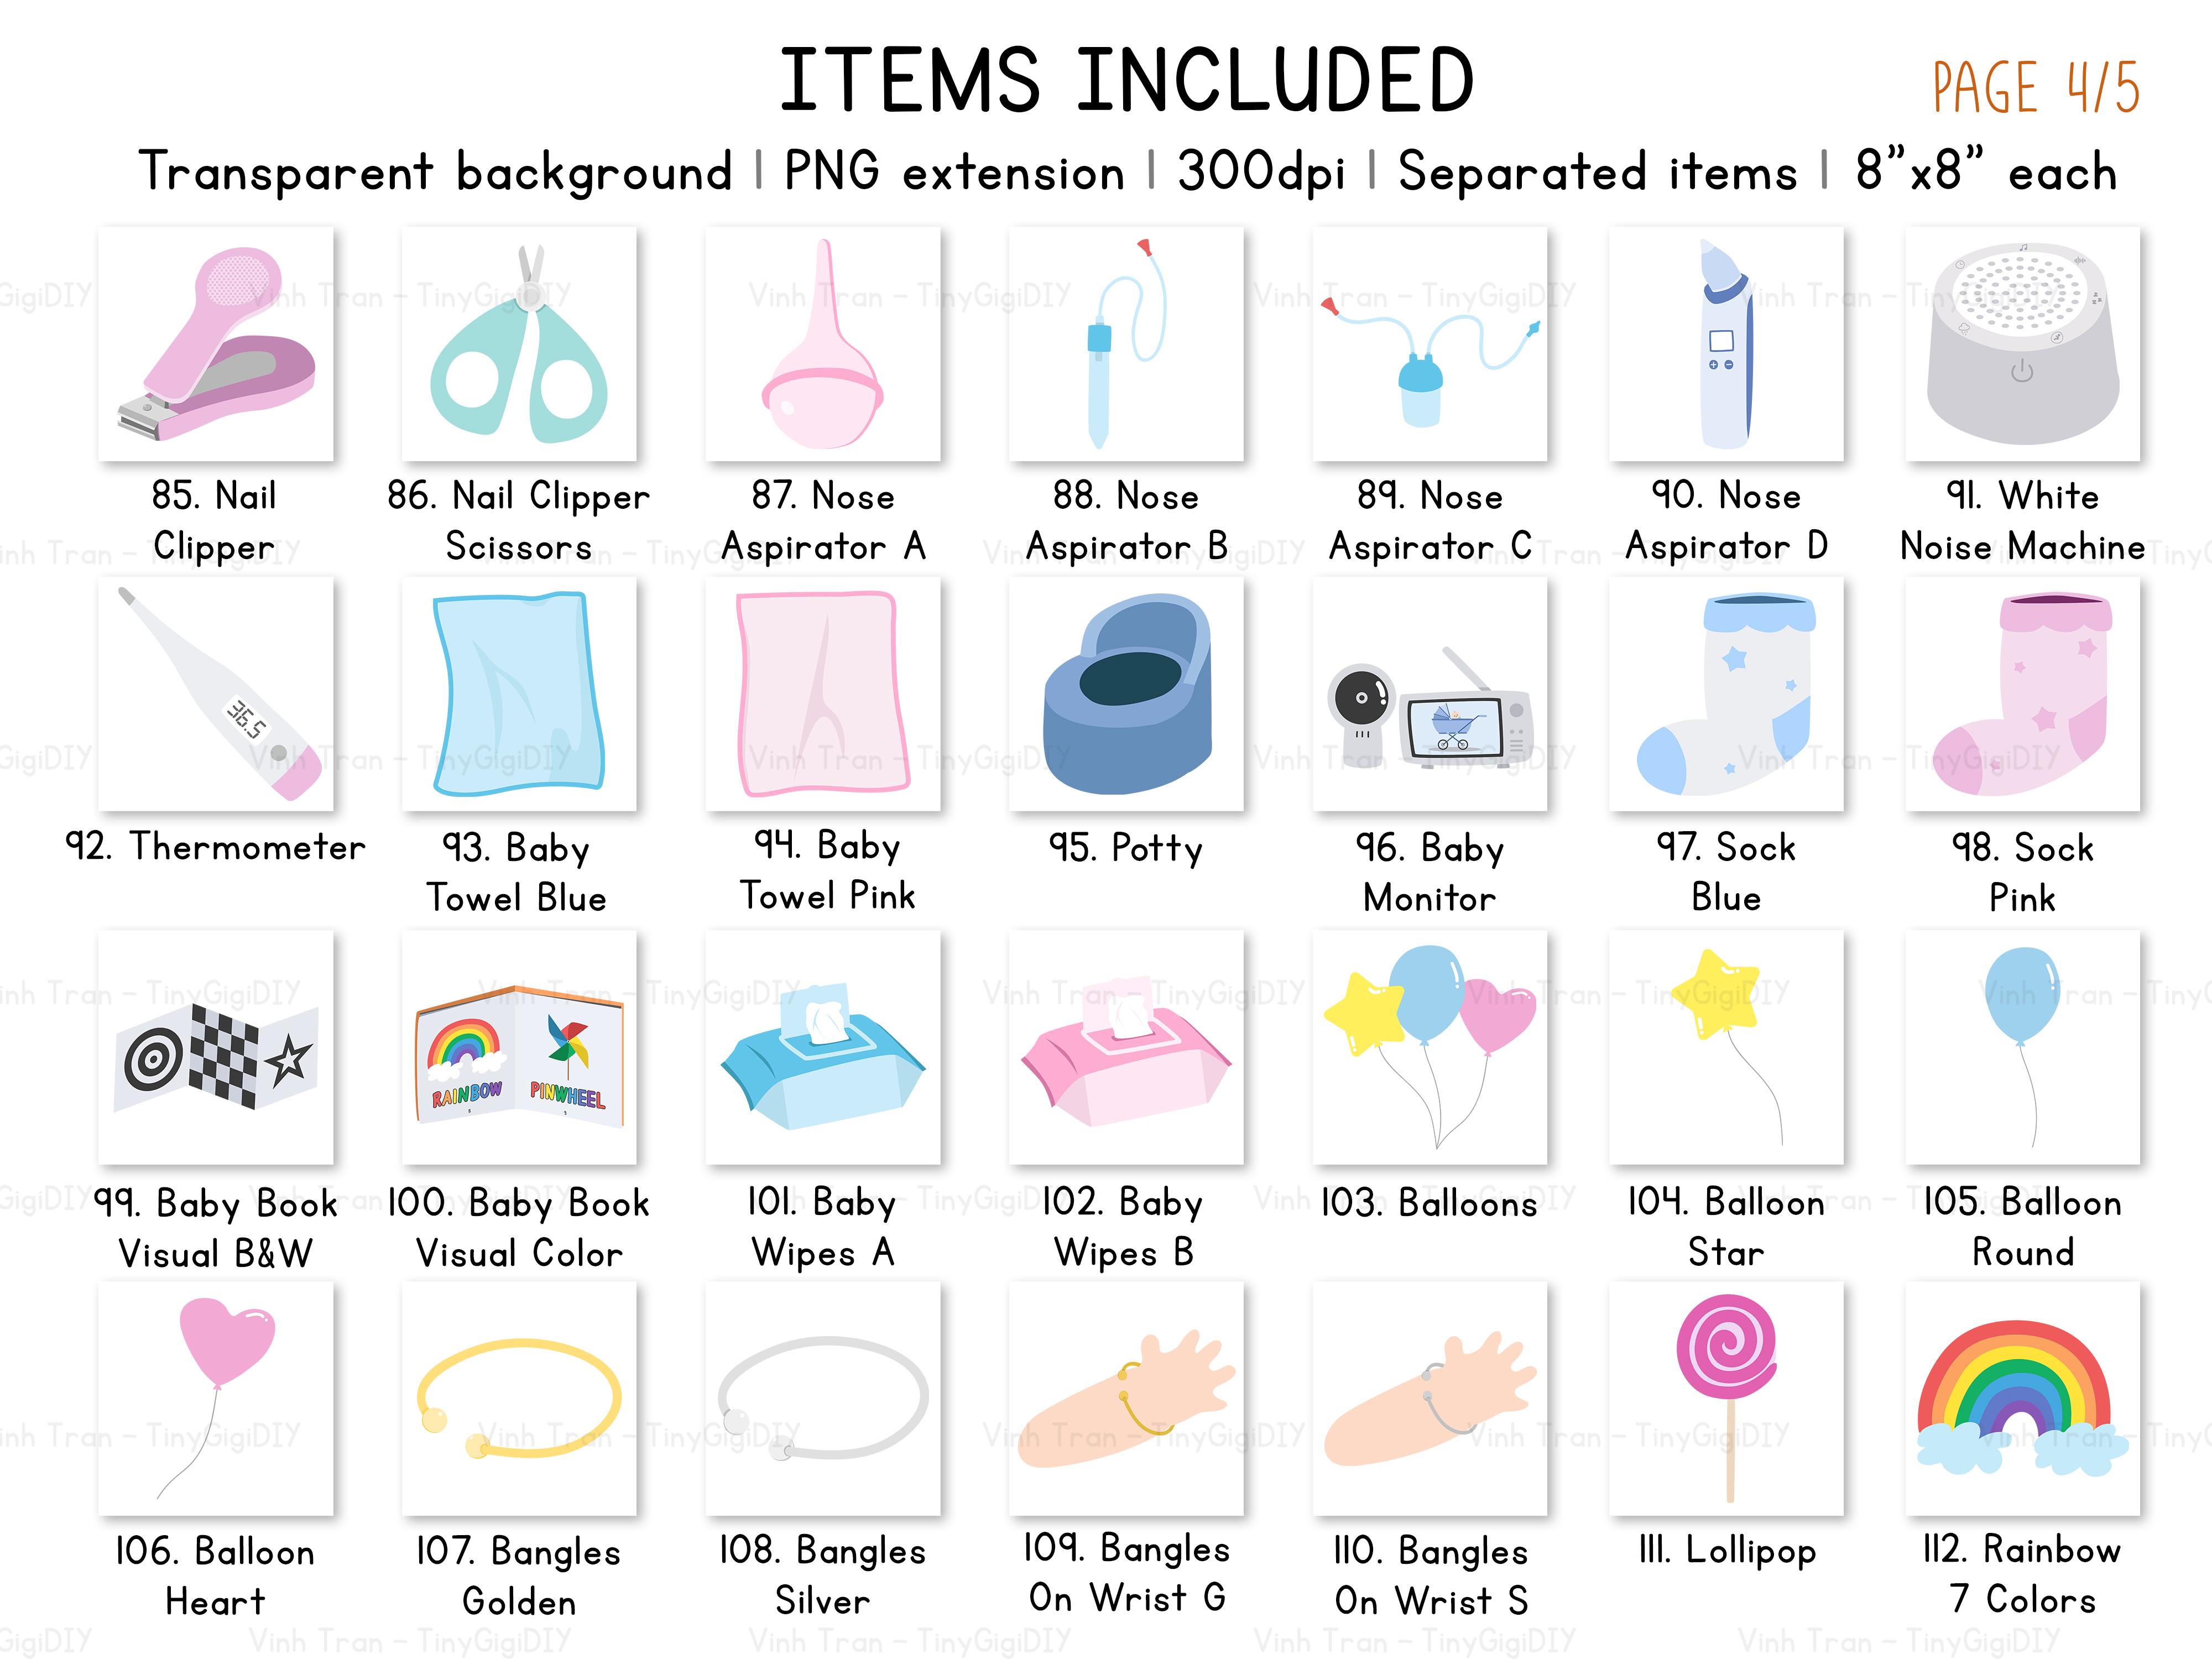 ITEMS INCLUDED
PAGE 4/5
Transparent background | PNG extension | 300dpi | Separated items | 8”x8” each
85. Nail
Clipper
86. Nail Clipper
Scissors
87. Nose
Aspirator A
88. Nose
Aspirator B
89. Nose
Aspirator C
90. Nose
Aspirator D
91. White
Noise Machine
36.5
92. Thermometer
93. Baby
Towel Blue
94. Baby
Towel Pink
95. Potty
96. Baby
Monitor
97. Sock
Blue
98. Sock
Pink
99. Baby Book
Visual B&W
RAINBOW
PINWHEEL
100. Baby Book
Visual Color
101. Baby
Wipes A
102. Baby
Wipes B
103. Balloons
104. Balloon
Star
105. Balloon
Round
106. Balloon
Heart
107. Bangles
Golden
108. Bangles
Silver
109. Bangles
On Wrist G
110. Bangles
On Wrist S
111. Lollipop
112. Rainbow
7 Colors
Vinh Tran - TinyGigiDIY